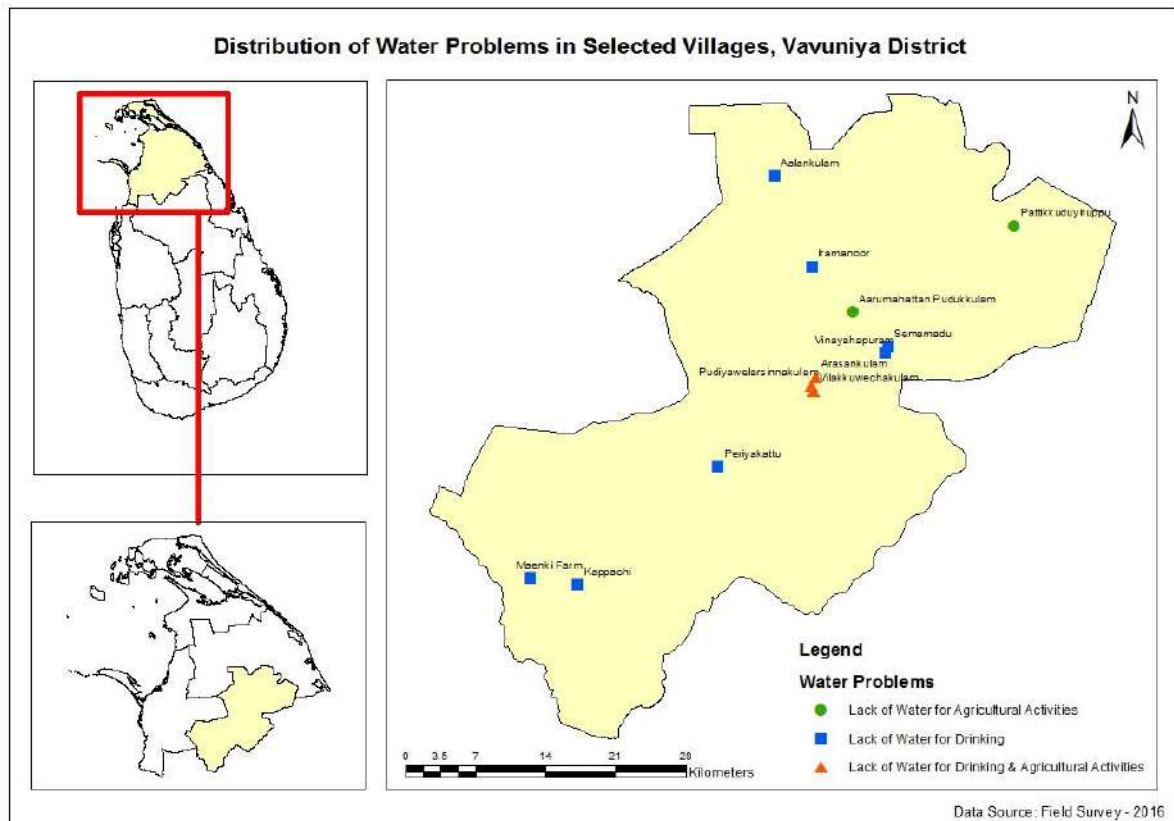 Distribution of Water Problems in Selected Villages, Vavuniya District
N
Aalankulam
Pattikkuduyiruppu
Iramanoor
Aarumahattan Pudukkulam
Semamadu
Vinayahapuram
Arasankulam
Pudiyawalarsinnakulam
Vilakkuwechakulam
Periyakattu
Maenki Farm
Kappachi
Legend
Water Problems
Lack of Water for Agricultural Activities
Lack of Water for Drinking
Lack of Water for Drinking & Agricultural Activities
0 3.5 7 14 21 28
Kilometers
Data Source: Field Survey - 2016